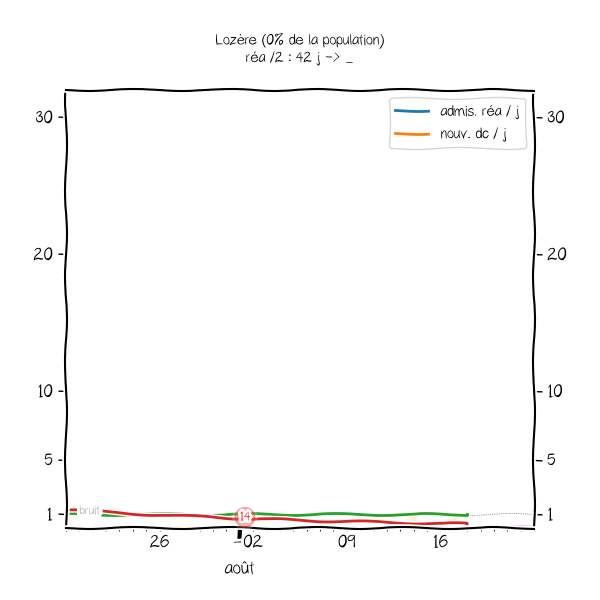 Lozère (0% de la population)
réa /2 : 42 j -> _
admis. réa / j
nouv. dc / j
30
30
20
20
10
10
5
5
1
bruit
14
1
26
02
09
16
août